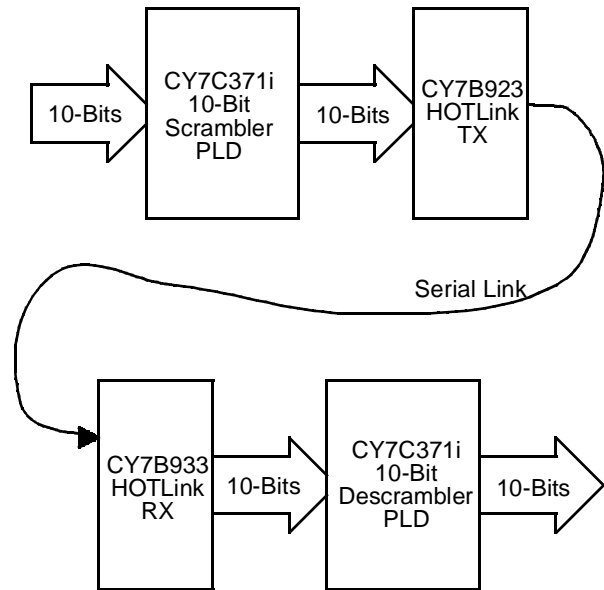 10-Bits
CY7C371i
10-Bit
Scrambler
PLD
10-Bits
CY7B923
HOTLink
TX
Serial Link
CY7B933
HOTLink
RX
10-Bits
CY7C371i
10-Bit
Descrambler
PLD
10-Bits